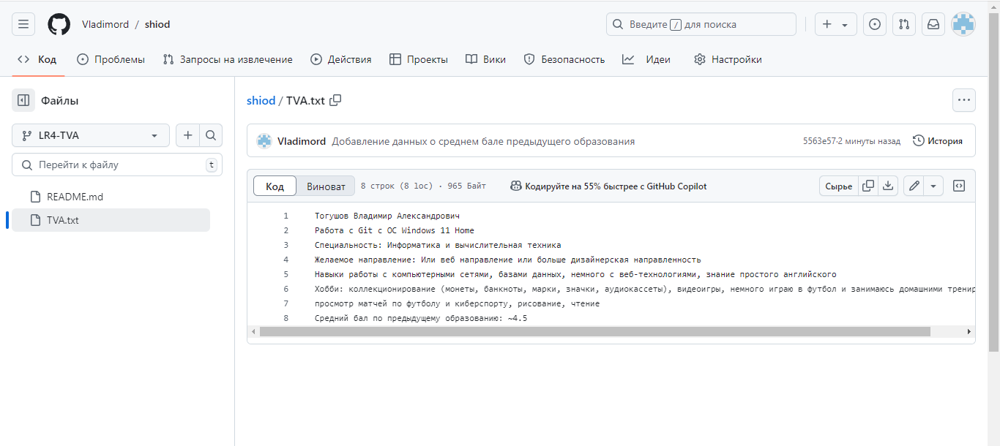 Vladimord / shiod
Введите / для поиска
Код
Проблемы
Запросы на извлечение
Действия
Проекты
Вики
Безопасность
Идеи
Настройки
Файлы
LR4-TVA
Перейти к файлу
t
README.md
TVA.txt
shiod / TVA.txt
Vladimord Добавление данных о среднем бале предыдущего образования
5563e57·2 минуты назад
История
Код
Виноват
8 строк (8 loc) · 965 Байт
Кодируйте на 55% быстрее с GitHub Copilot
Сырье
1 Тогушов Владимир Александрович
2 Работа с Git с ОС Windows 11 Home
3 Специальность: Информатика и вычислительная техника
4 Желаемое направление: Или веб направление или больше дизайнерская направленность
5 Навыки работы с компьютерными сетями, базами данных, немного с веб-технологиями, знание простого английского
6 Хобби: коллекционирование (монеты, банкноты, марки, значки, аудиокассеты), видеоигры, немного играю в футбол и занимаюсь домашними тренир
7 просмотр матчей по футболу и киберспорту, рисование, чтение
8 Средний бал по предыдущему образованию: ~4.5